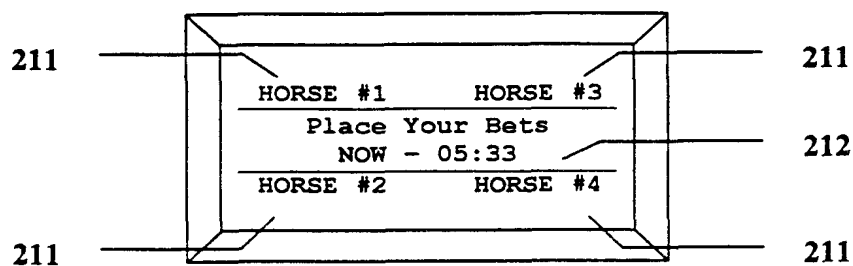 211 211
HORSE #1 HORSE #3
Place Your Bets
NOW - 05:33
212
HORSE #2 HORSE #4
211 211